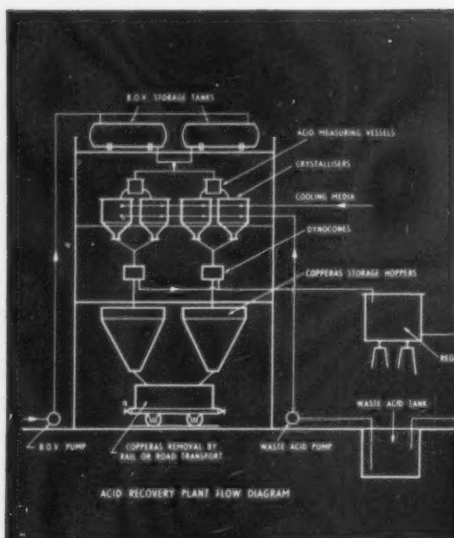 B.O.V. STORAGE TANKS
ACID MEASURING VESSELS
CRYSTALLISERS
COOLING MEDIA
DYNOCONES
COPPERAS STORAGE HOPPERS
REG
WASTE ACID TANK
B.O.V. PUMP
COPPERAS REMOVAL BY
RAIL OR ROAD TRANSPORT
WASTE ACID PUMP
ACID RECOVERY PLANT FLOW DIAGRAM